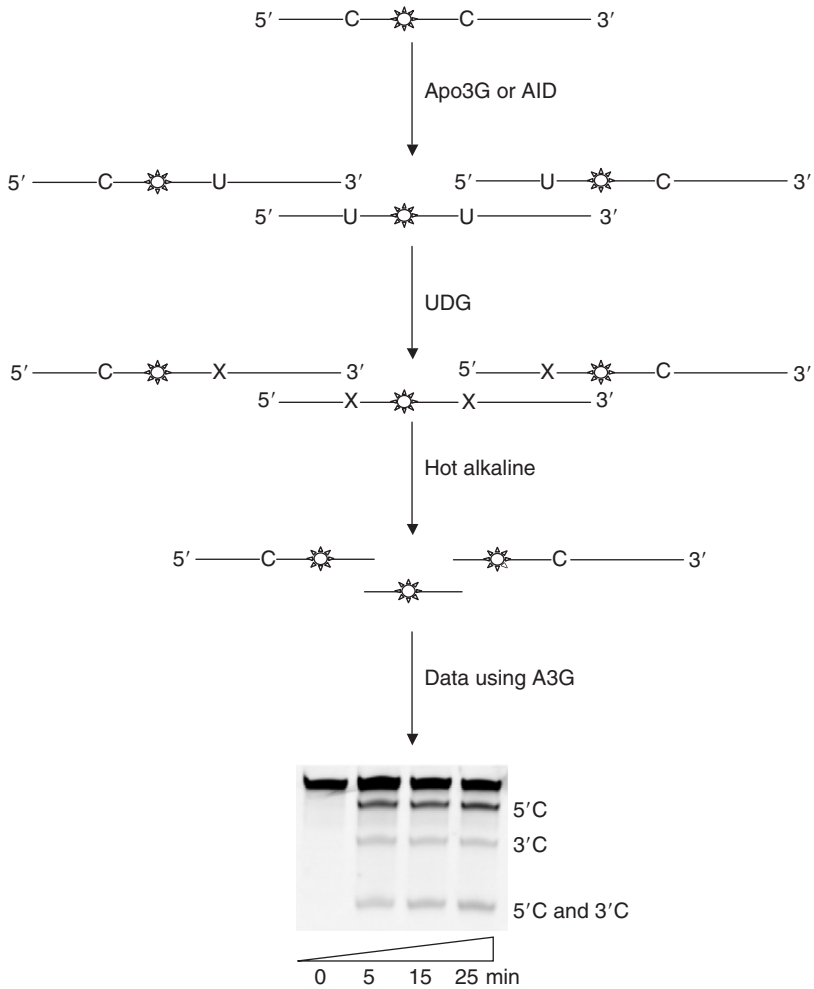 5′ C C 3′
Apo3G or AID
5′ C U 3′ 5′ U C 3′
5′ U U 3′
UDG
5′ C X 3′ 5′ X C 3′
5′ X X 3′
Hot alkaline
5′ C C 3′
Data using A3G
5′C
3′C
5′C and 3′C
0 5 15 25 min